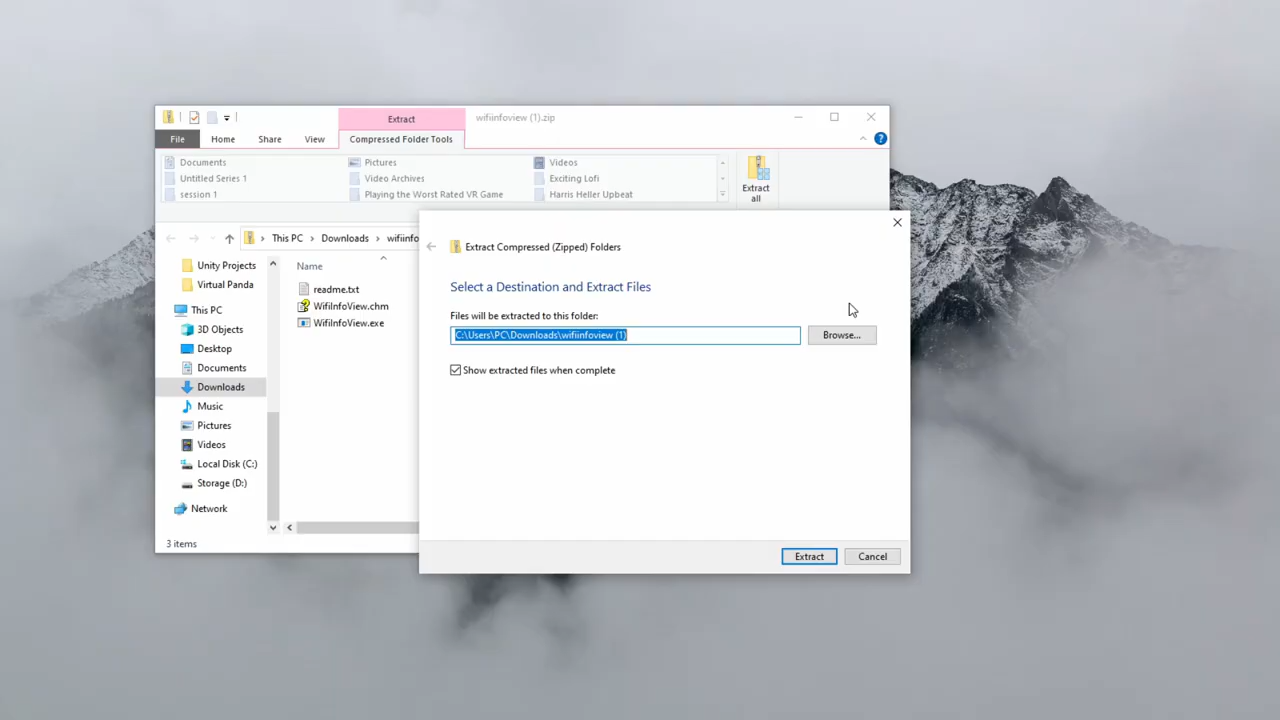 Extract
wifiinfoview (1).zip
File
Home
Share
View
Compressed Folder Tools
Documents
Pictures
Videos
Untitled Series 1
Video Archives
Exciting Lofi
session 1
Playing the Worst Rated VR Game
Harris Heller Upbeat
Extract
all
This PC
Downloads
wifiinfo
Unity Projects
Virtual Panda
This PC
3D Objects
Desktop
Documents
Downloads
Music
Pictures
Videos
Local Disk (C:)
Storage (D:)
Network
Name
readme.txt
WifiInfoView.chm
WifiInfoView.exe
3 items
Extract Compressed (Zipped) Folders
Select a Destination and Extract Files
Files will be extracted to this folder:
C:\Users\PC\Downloads\wifiinfoview (1)
Browse...
Show extracted files when complete
Extract
Cancel